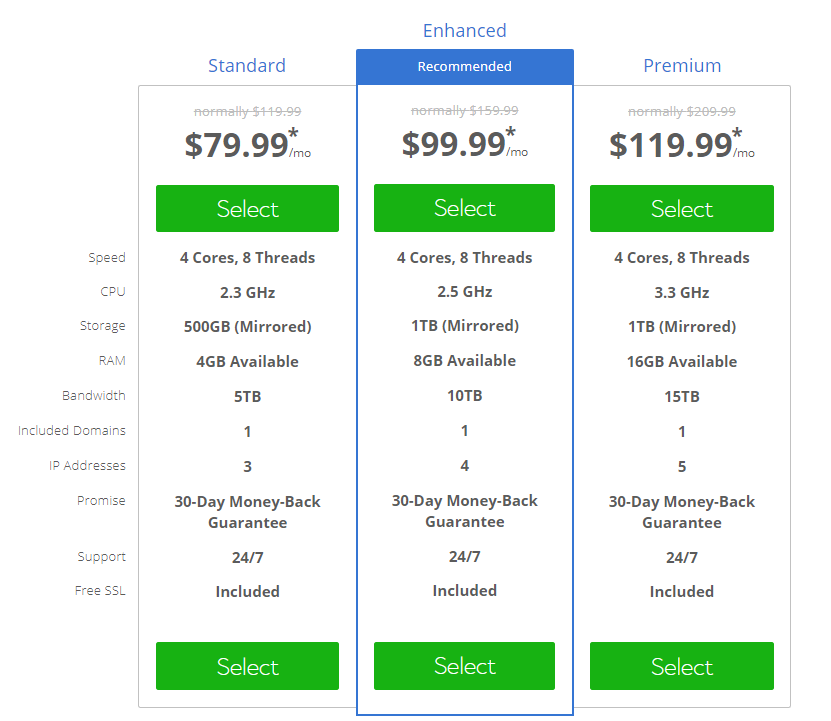 Enhanced
Standard Recommended Premium
normally $119.99 normally $159.99 normally $209.99
$79.99*/mo $99.99*/mo $119.99*/mo
Select Select Select
Speed 4 Cores, 8 Threads 4 Cores, 8 Threads 4 Cores, 8 Threads
CPU 2.3 GHz 2.5 GHz 3.3 GHz
Storage 500GB (Mirrored) 1TB (Mirrored) 1TB (Mirrored)
RAM 4GB Available 8GB Available 16GB Available
Bandwidth 5TB 10TB 15TB
Included Domains 1 1 1
IP Addresses 3 4 5
Promise 30-Day Money-Back 30-Day Money-Back 30-Day Money-Back
Guarantee Guarantee Guarantee
Support 24/7 24/7 24/7
Free SSL Included Included Included
Select Select Select